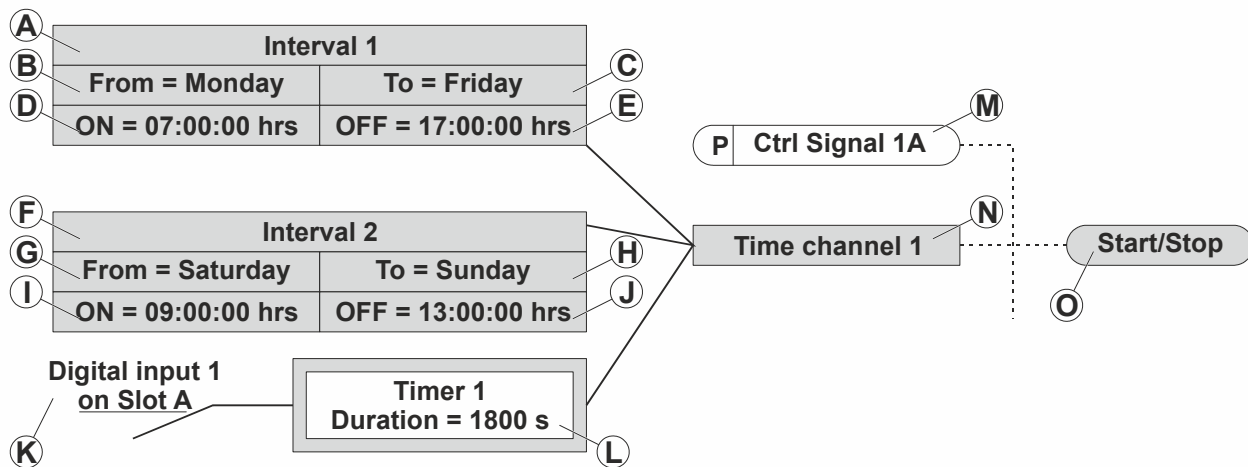 A
Interval 1
B
From = Monday
To = Friday
C
D
ON = 07:00:00 hrs
OFF = 17:00:00 hrs
E
M
P
Ctrl Signal 1A
F
Interval 2
N
G
From = Saturday
To = Sunday
H
Time channel 1
Start/Stop
I
ON = 09:00:00 hrs
OFF = 13:00:00 hrs
J
O
Digital input 1
on Slot A
Timer 1
Duration = 1800 s
K
L